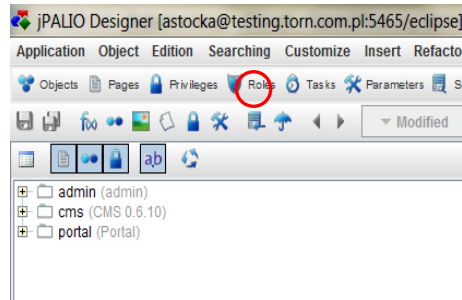 jPALIO Designer [astocka@testing.torn.com.pl:5465/eclipse]
Application Object Edition Searching Customize Insert Refacto
Objects Pages Privileges Roles Tasks Parameters S
fxx Modified
ab
admin (admin)
cms (CMS 0.6.10)
portal (Portal)